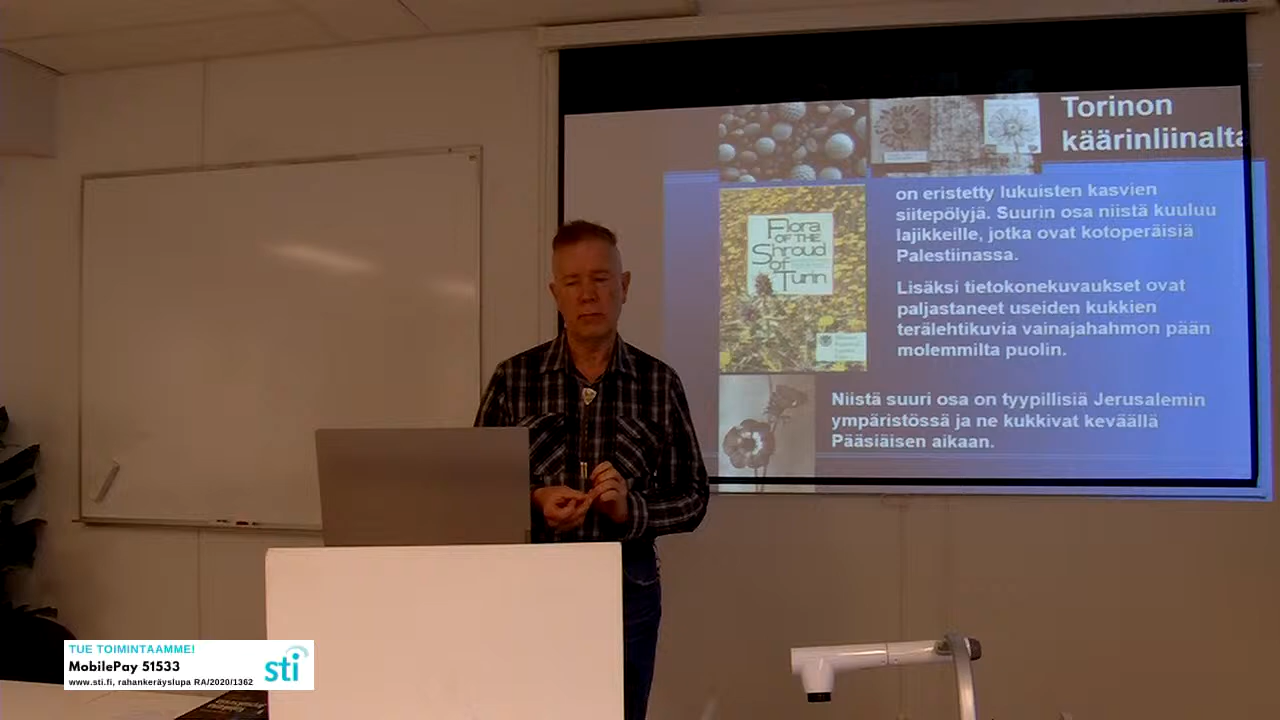 Torinon
käärinliinalta
on eristetty lukuisten kasvien
siitepölyjä. Suurin osa niistä kuuluu
lajikkeille, jotka ovat kotoperäisiä
Palestiinassa.
Flora
OF THE
Shroud
of
Turin
Lisäksi tietokonekuvaukset ovat
paljastaneet useiden kukkien
terälehtikuvia vainajahahmon pään
molemmilta puolin.
Niistä suuri osa on tyypillisiä Jerusalemin
ympäristössä ja ne kukkivat keväällä
Pääsiäisen aikaan.
TUE TOIMINTAAMME!
MobilePay 51533
www.sti.fi, rahankeräyslupa RA/2020/1362
sti